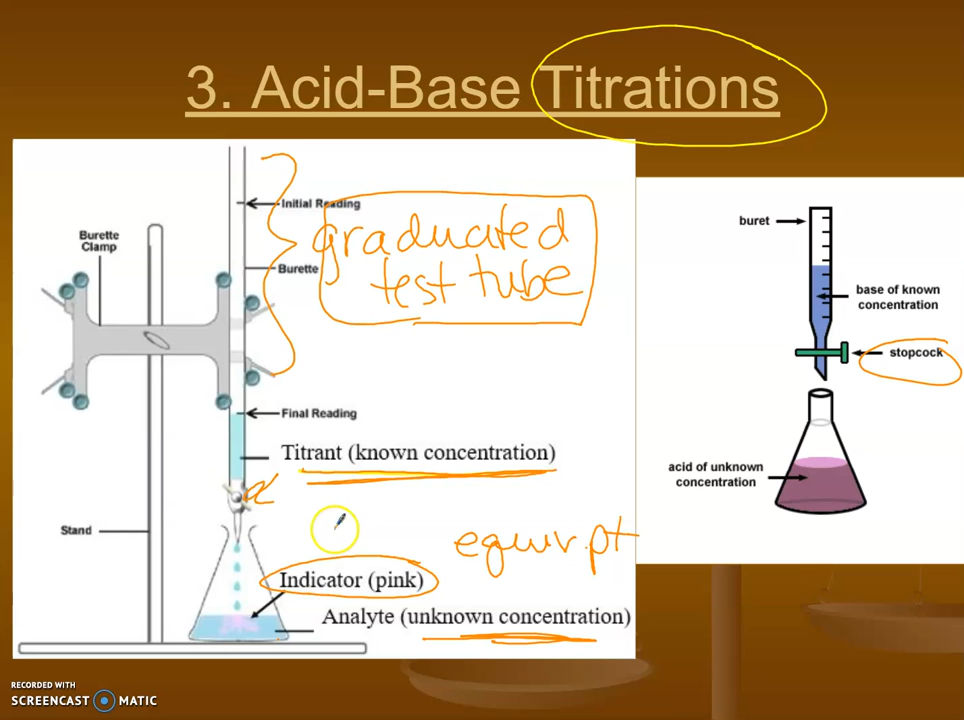 3. Acid-Base Titrations
Burette
Clamp
Initial Reading
graduated
test tube
Burette
Final Reading
Titrant (known concentration)
Stand
equiv. pt
Indicator (pink)
Analyte (unknown concentration)
buret
base of known
concentration
stopcock
acid of unknown
concentration
RECORDED WITH
SCREENCAST MATIC